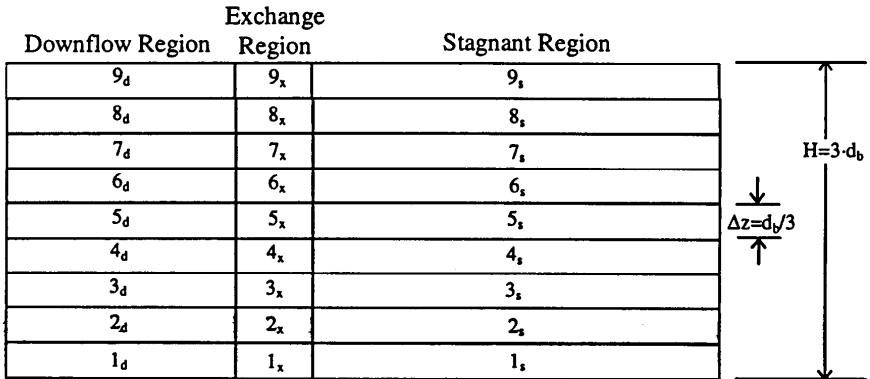 Downflow Region Exchange Region Stagnant Region
9d 9x 9s
8d 8x 8s
7d 7x 7s
6d 6x 6s
5d 5x 5s
4d 4x 4s
3d 3x 3s
2d 2x 2s
1d 1x 1s
H=3·db
Δz=db/3